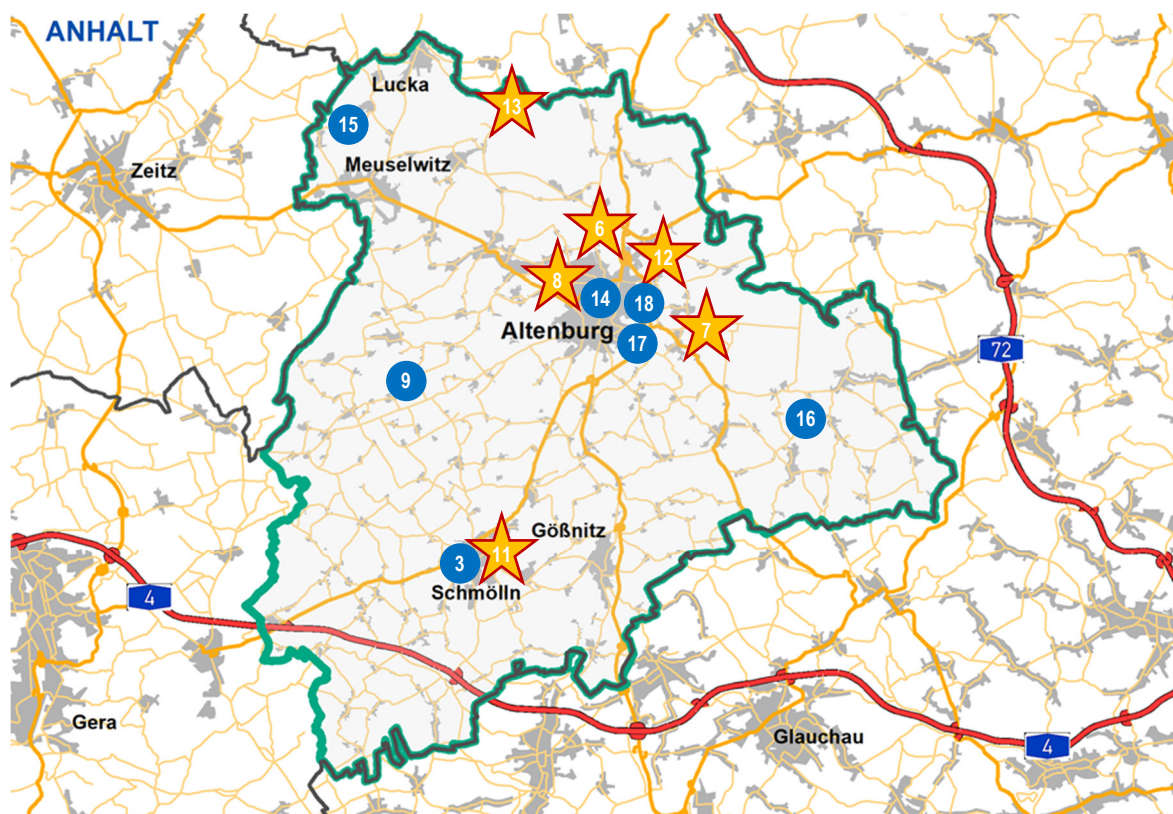 ANHALT
Lucka
13
15
Meuselwitz
Zeitz
6
12
8
14
18
Altenburg
7
17
72
9
16
Gößnitz
11
3
Schmölln
4
Gera
Glauchau
4